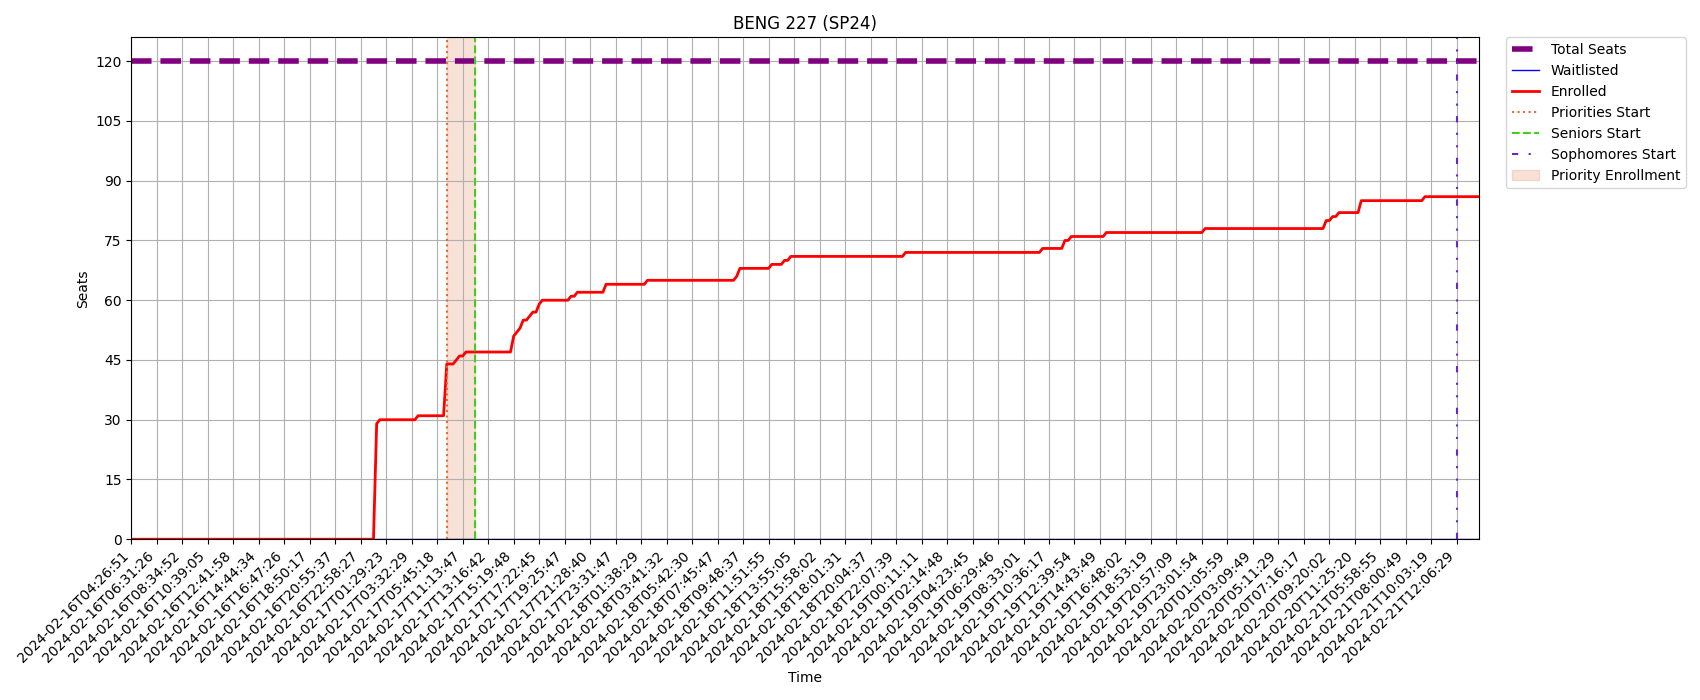 BENG 227 (SP24)
Total Seats
Waitlisted
Enrolled
Priorities Start
Seniors Start
Sophomores Start
Priority Enrollment
Seats
120
105
90
75
60
45
30
15
0
2024-02-16T04:26:51
2024-02-16T06:31:26
2024-02-16T08:34:52
2024-02-16T10:39:05
2024-02-16T12:41:58
2024-02-16T14:44:34
2024-02-16T16:47:26
2024-02-16T18:50:17
2024-02-16T20:55:37
2024-02-16T22:58:27
2024-02-17T01:29:23
2024-02-17T03:32:29
2024-02-17T05:45:18
2024-02-17T11:13:47
2024-02-17T13:16:42
2024-02-17T15:19:48
2024-02-17T17:22:45
2024-02-17T19:25:47
2024-02-17T21:28:40
2024-02-17T23:31:47
2024-02-18T01:38:29
2024-02-18T03:41:32
2024-02-18T05:42:30
2024-02-18T07:45:47
2024-02-18T09:48:37
2024-02-18T11:51:55
2024-02-18T13:55:05
2024-02-18T15:58:02
2024-02-18T18:01:31
2024-02-18T20:04:37
2024-02-18T22:07:39
2024-02-19T00:11:11
2024-02-19T02:14:48
2024-02-19T04:23:45
2024-02-19T06:29:46
2024-02-19T08:33:01
2024-02-19T10:36:17
2024-02-19T12:39:54
2024-02-19T14:43:49
2024-02-19T16:48:02
2024-02-19T18:53:19
2024-02-19T20:57:09
2024-02-19T23:01:54
2024-02-20T01:05:59
2024-02-20T03:09:49
2024-02-20T05:11:29
2024-02-20T07:16:17
2024-02-20T09:20:02
2024-02-20T11:25:20
2024-02-21T05:58:55
2024-02-21T08:00:49
2024-02-21T10:03:19
2024-02-21T12:06:29
Time